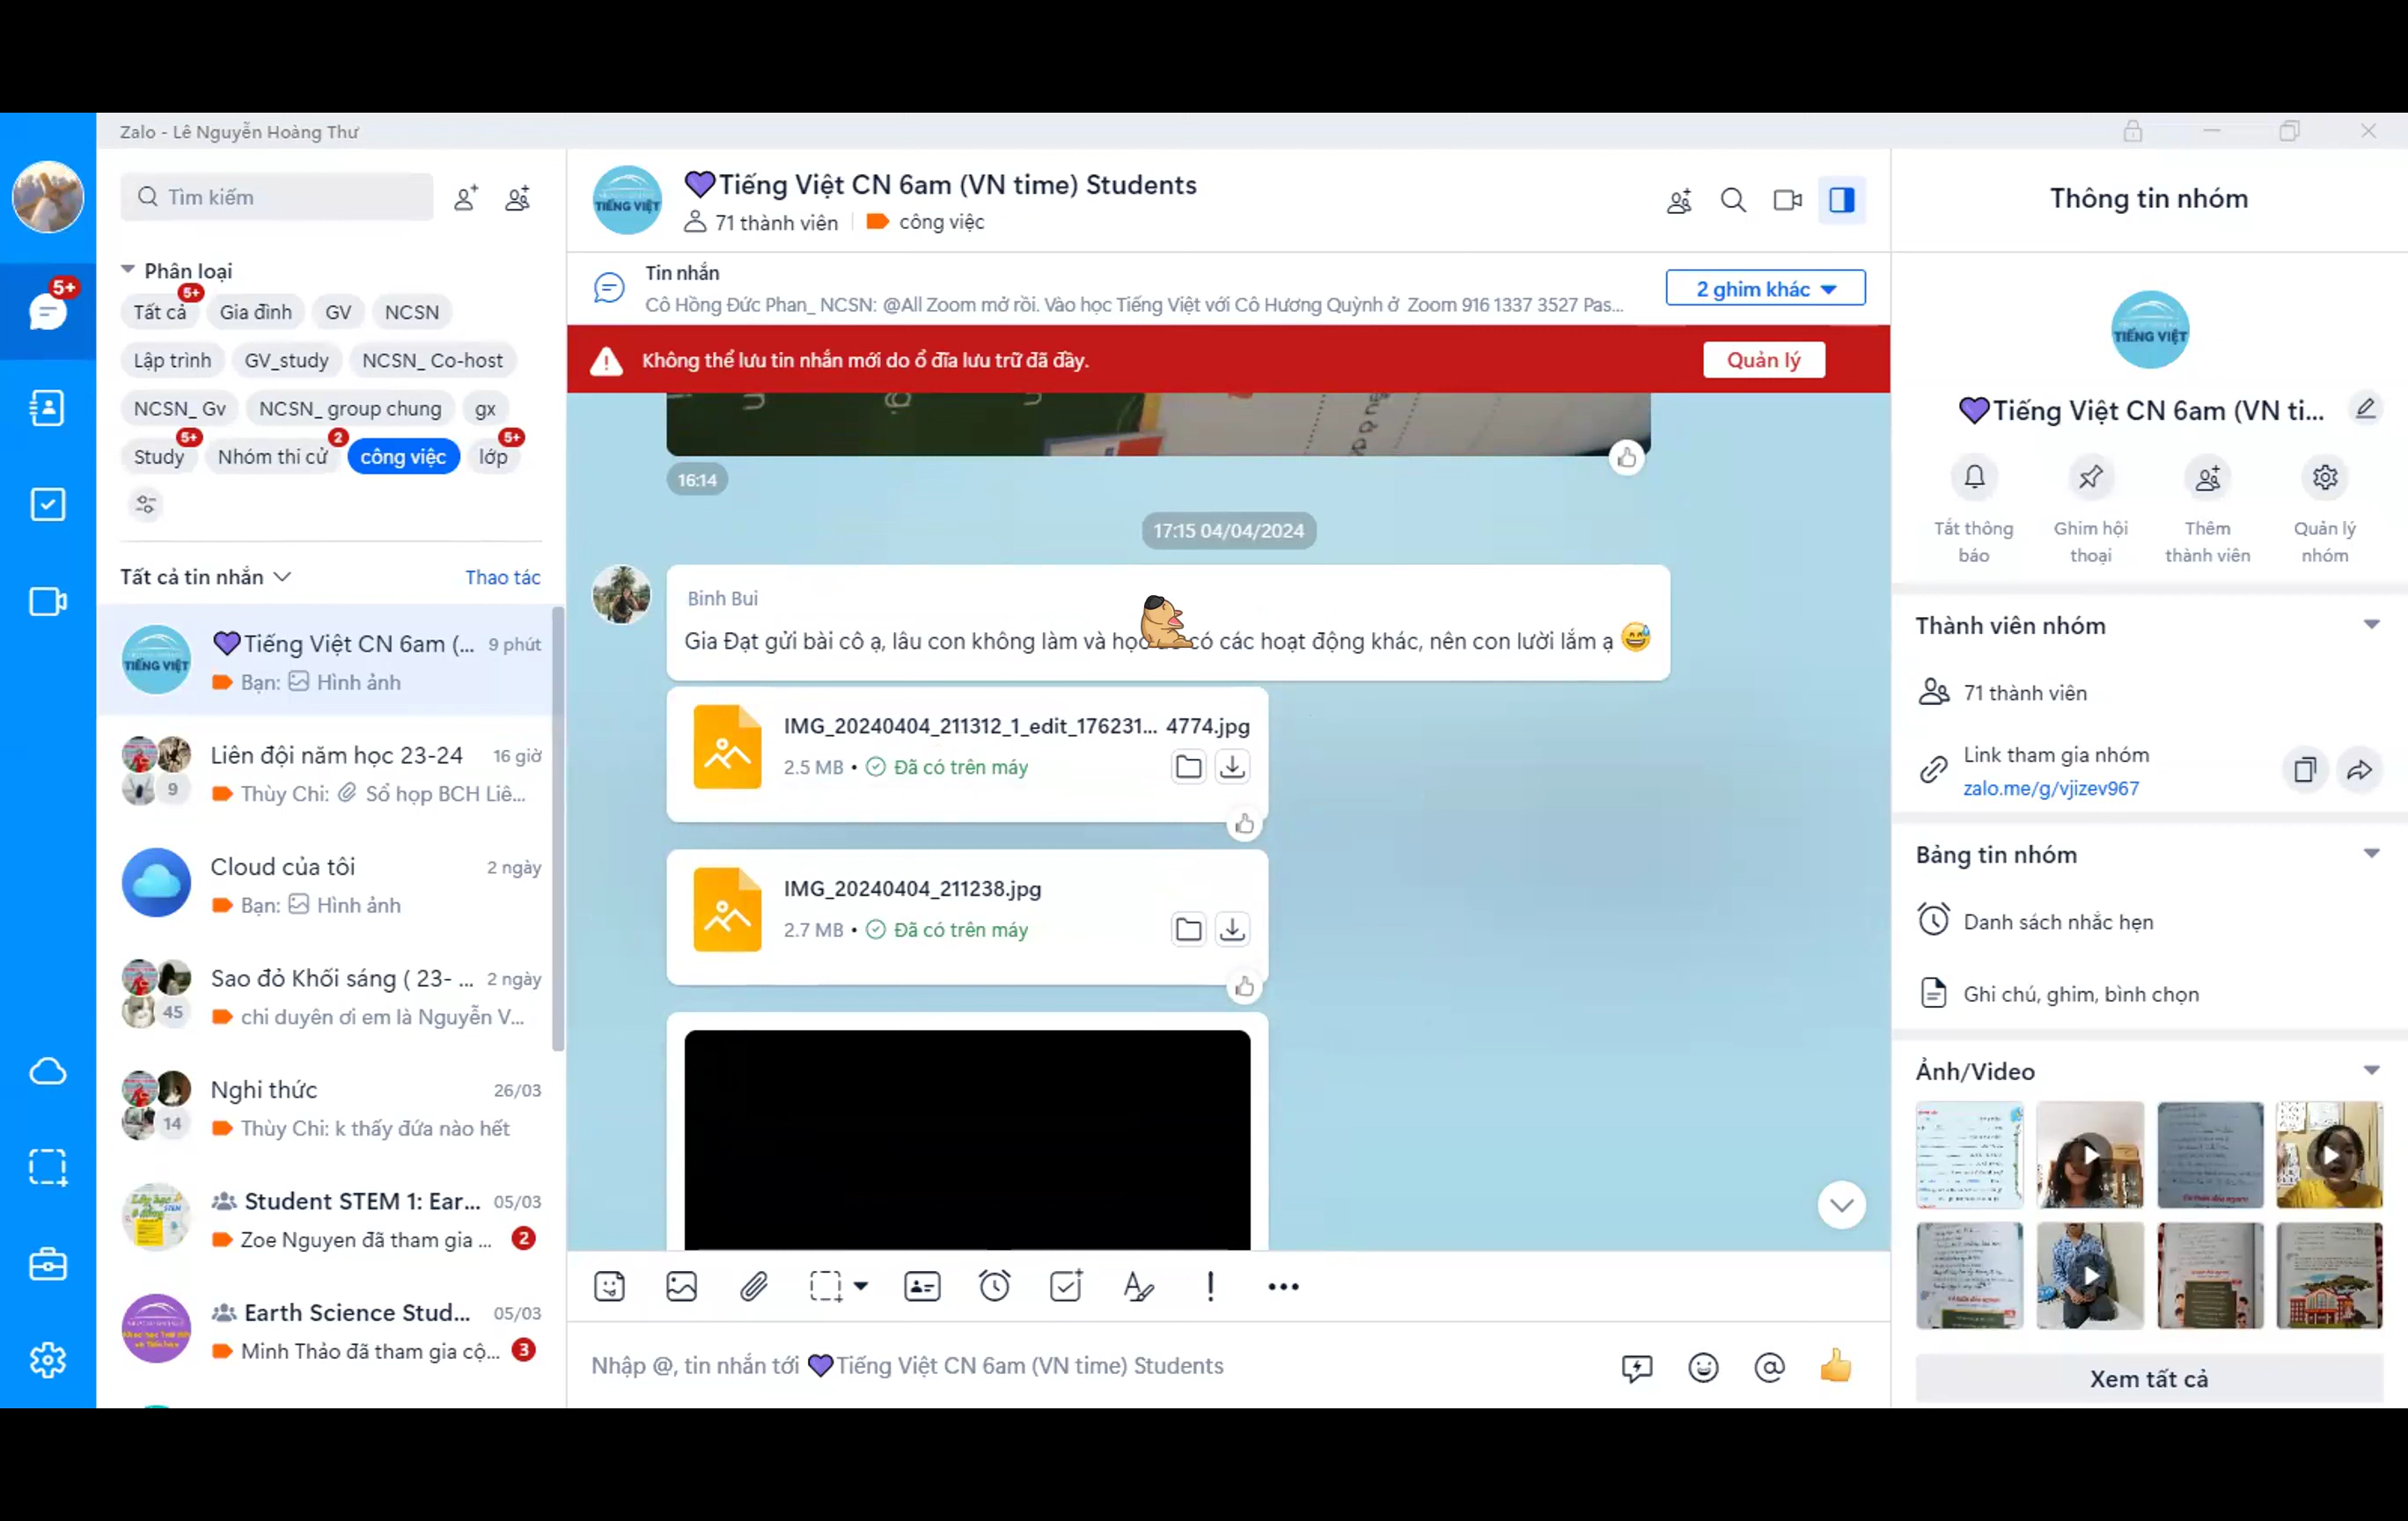 Zalo - Lê Nguyễn Hoàng Thư
Tìm kiếm
5+
Phân loại
5+
Tất cả Gia đình GV NCSN
Lập trình GV_study NCSN_ Co-host
NCSN_ Gv NCSN_ group chung gx
5+ 2 5+
Study Nhóm thi cử công việc lớp
Tất cả tin nhắn Thao tác
TIẾNG VIỆT
💜Tiếng Việt CN 6am (... 9 phút
Bạn: Hình ảnh
Liên đội năm học 23-24 16 giờ
9 Thùy Chi: Sổ họp BCH Liê...
Cloud của tôi 2 ngày
Bạn: Hình ảnh
Sao đỏ Khối sáng ( 23- ... 2 ngày
45 chi duyên ơi em là Nguyễn V...
Nghi thức 26/03
14 Thùy Chi: k thấy đứa nào hết
Student STEM 1: Ear... 05/03
Zoe Nguyen đã tham gia ... 2
Earth Science Stud... 05/03
Minh Thảo đã tham gia cộ... 3
TIẾNG VIỆT
💜Tiếng Việt CN 6am (VN time) Students
71 thành viên công việc
Tin nhắn
Cô Hồng Đức Phan_ NCSN: @All Zoom mở rồi. Vào học Tiếng Việt với Cô Hương Quỳnh ở Zoom 916 1337 3527 Pas...
2 ghim khác
Không thể lưu tin nhắn mới do ổ đĩa lưu trữ đã đầy.
Quản lý
16:14
17:15 04/04/2024
Binh Bui
Gia Đạt gửi bài cô ạ, lâu con không làm và học có các hoạt động khác, nên con lười lắm ạ 😅
IMG_20240404_211312_1_edit_176231... 4774.jpg
2.5 MB • Đã có trên máy
IMG_20240404_211238.jpg
2.7 MB • Đã có trên máy
Nhập @, tin nhắn tới 💜Tiếng Việt CN 6am (VN time) Students
Thông tin nhóm
TIẾNG VIỆT
💜Tiếng Việt CN 6am (VN ti...
Tắt thông báo
Ghim hội thoại
Thêm thành viên
Quản lý nhóm
Thành viên nhóm
71 thành viên
Link tham gia nhóm
zalo.me/g/vjizev967
Bảng tin nhóm
Danh sách nhắc hẹn
Ghi chú, ghim, bình chọn
Ảnh/Video
Xem tất cả